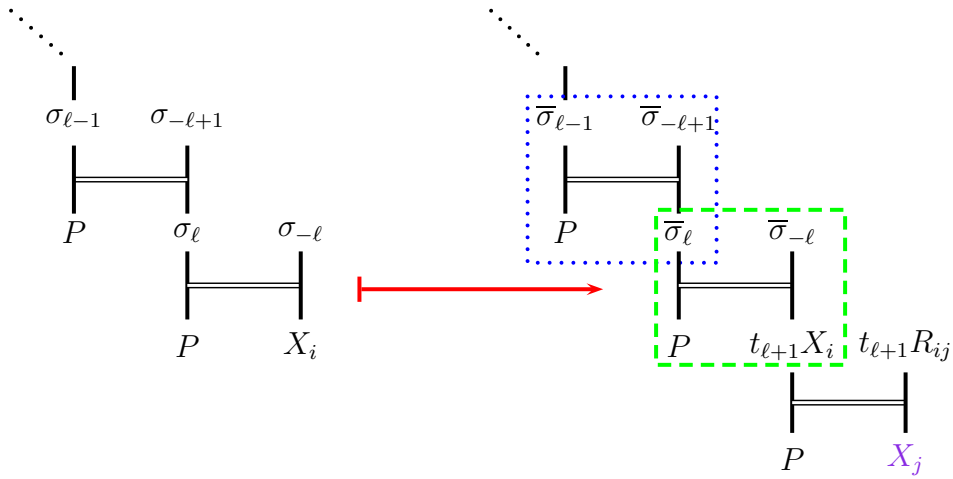 σ_{ℓ-1} σ_{-ℓ+1} σ̅_{ℓ-1} σ̅_{-ℓ+1}
P σ_ℓ σ_{-ℓ} P σ̅_ℓ σ̅_{-ℓ}
P X_i P t_{ℓ+1}X_i t_{ℓ+1}R_{ij}
P X_j